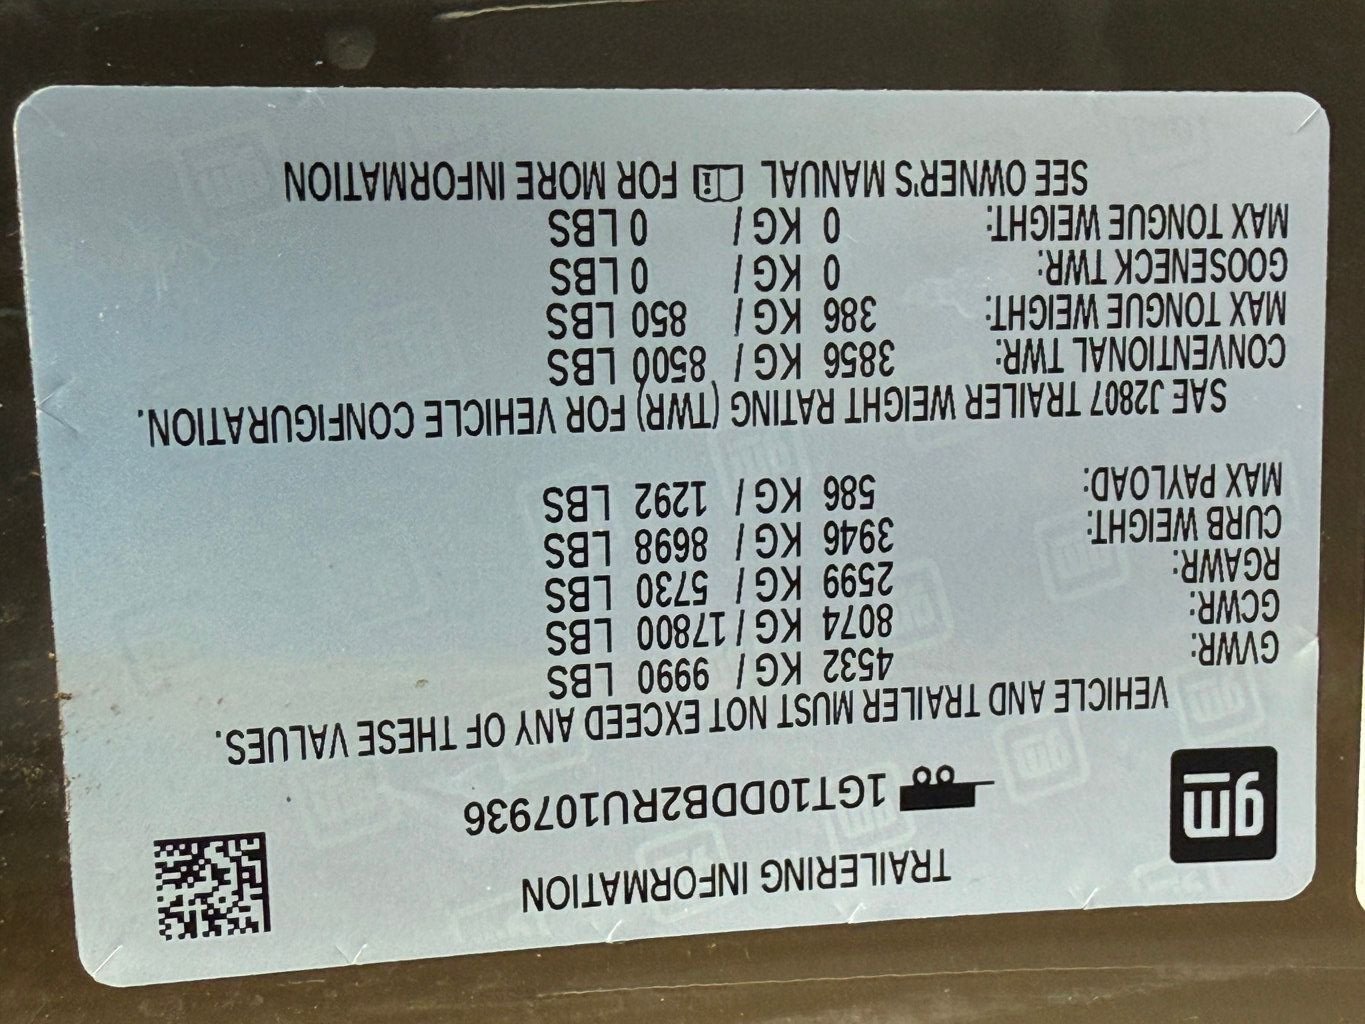 TRAILERING INFORMATION
gm
1GT10DDB2RU107936
VEHICLE AND TRAILER MUST NOT EXCEED ANY OF THESE VALUES.
GVWR: 4532 KG / 9990 LBS
GCWR: 8074 KG / 17800 LBS
RGAWR: 2599 KG / 5730 LBS
CURB WEIGHT: 3946 KG / 8698 LBS
MAX PAYLOAD: 586 KG / 1292 LBS
SAE J2807 TRAILER WEIGHT RATING (TWR) FOR VEHICLE CONFIGURATION.
CONVENTIONAL TWR: 3856 KG / 8500 LBS
MAX TONGUE WEIGHT: 386 KG / 850 LBS
GOOSENECK TWR: 0 KG / 0 LBS
MAX TONGUE WEIGHT: 0 KG / 0 LBS
SEE OWNER'S MANUAL FOR MORE INFORMATION